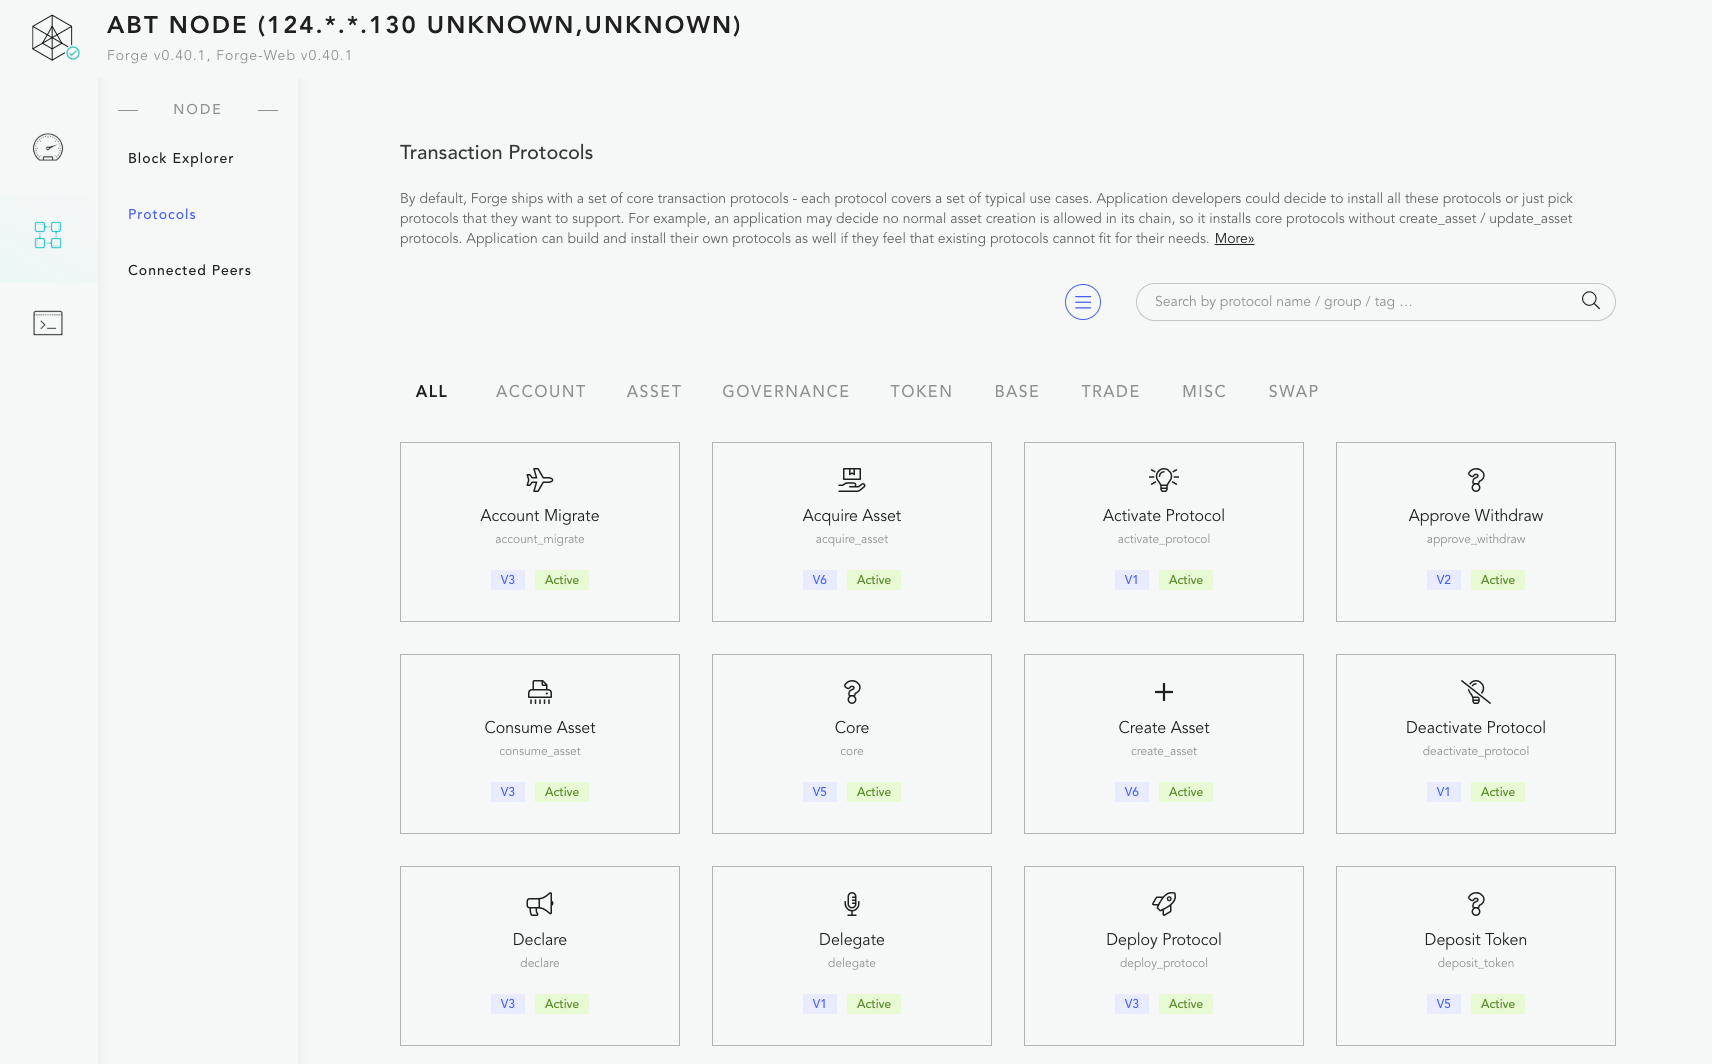 ABT NODE (124.*.*.130 UNKNOWN,UNKNOWN)
Forge v0.40.1, Forge-Web v0.40.1
NODE
Block Explorer
Protocols
Connected Peers
Transaction Protocols
By default, Forge ships with a set of core transaction protocols - each protocol covers a set of typical use cases. Application developers could decide to install all these protocols or just pick
protocols that they want to support. For example, an application may decide no normal asset creation is allowed in its chain, so it installs core protocols without create_asset / update_asset
protocols. Application can build and install their own protocols as well if they feel that existing protocols cannot fit for their needs. More»
Search by protocol name / group / tag ...
ALL ACCOUNT ASSET GOVERNANCE TOKEN BASE TRADE MISC SWAP
Account Migrate
account_migrate
V3 Active
Acquire Asset
acquire_asset
V6 Active
Activate Protocol
activate_protocol
V1 Active
Approve Withdraw
approve_withdraw
V2 Active
Consume Asset
consume_asset
V3 Active
Core
core
V5 Active
Create Asset
create_asset
V6 Active
Deactivate Protocol
deactivate_protocol
V1 Active
Declare
declare
V3 Active
Delegate
delegate
V1 Active
Deploy Protocol
deploy_protocol
V3 Active
Deposit Token
deposit_token
V5 Active